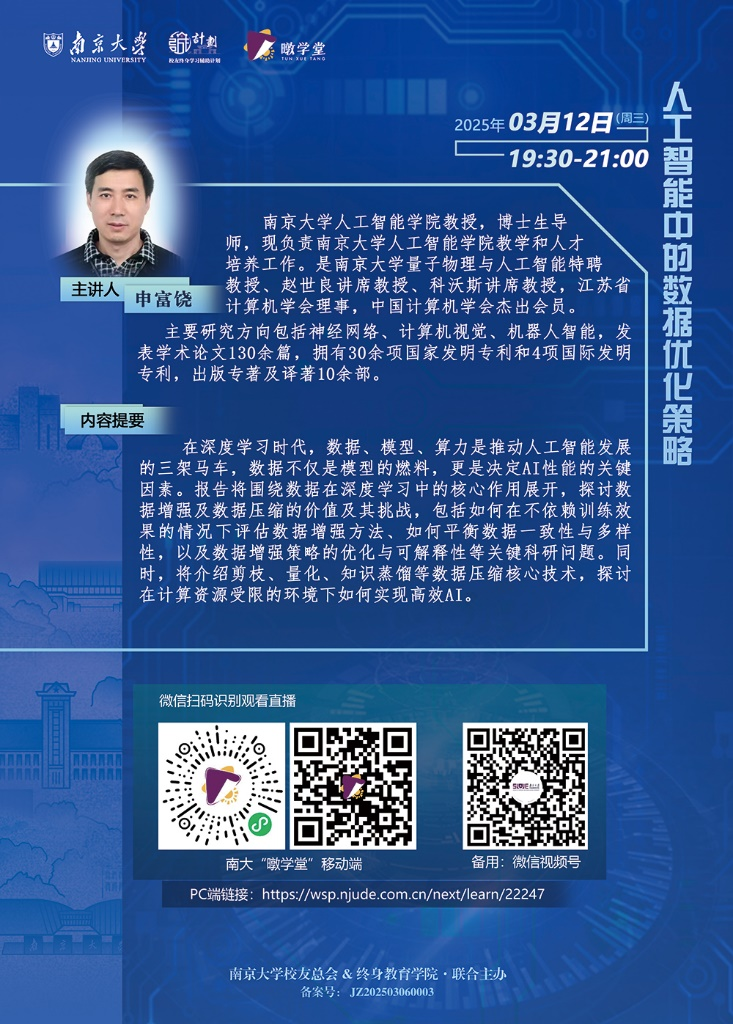 南京大学
NANJING UNIVERSITY
计划
校友终身学习辅助计划
暾学堂
TUN XUE TANG
人工智能中的数据优化策略
2025年 03月12日 (周三)
19:30-21:00
主讲人
申富饶
南京大学人工智能学院教授，博士生导
师，现负责南京大学人工智能学院教学和人才
培养工作。是南京大学量子物理与人工智能特聘
教授、赵世良讲席教授、科沃斯讲席教授，江苏省
计算机学会理事，中国计算机学会杰出会员。
主要研究方向包括神经网络、计算机视觉、机器人智能，发
表学术论文130余篇，拥有30余项国家发明专利和4项国际发明
专利，出版专著及译著10余部。
内容提要
在深度学习时代，数据、模型、算力是推动人工智能发展
的三架马车，数据不仅是模型的燃料，更是决定AI性能的关键
因素。报告将围绕数据在深度学习中的核心作用展开，探讨数
据增强及数据压缩的价值及其挑战，包括如何在不依赖训练效
果的情况下评估数据增强方法、如何平衡数据一致性与多样
性，以及数据增强策略的优化与可解释性等关键科研问题。同
时，将介绍剪枝、量化、知识蒸馏等数据压缩核心技术，探讨
在计算资源受限的环境下如何实现高效AI。
微信扫码识别观看直播
南大“暾学堂”移动端
备用：微信视频号
PC端链接：https://wsp.njude.com.cn/next/learn/22247
南京大学校友总会 & 终身教育学院·联合主办
备案号： JZ202503060003